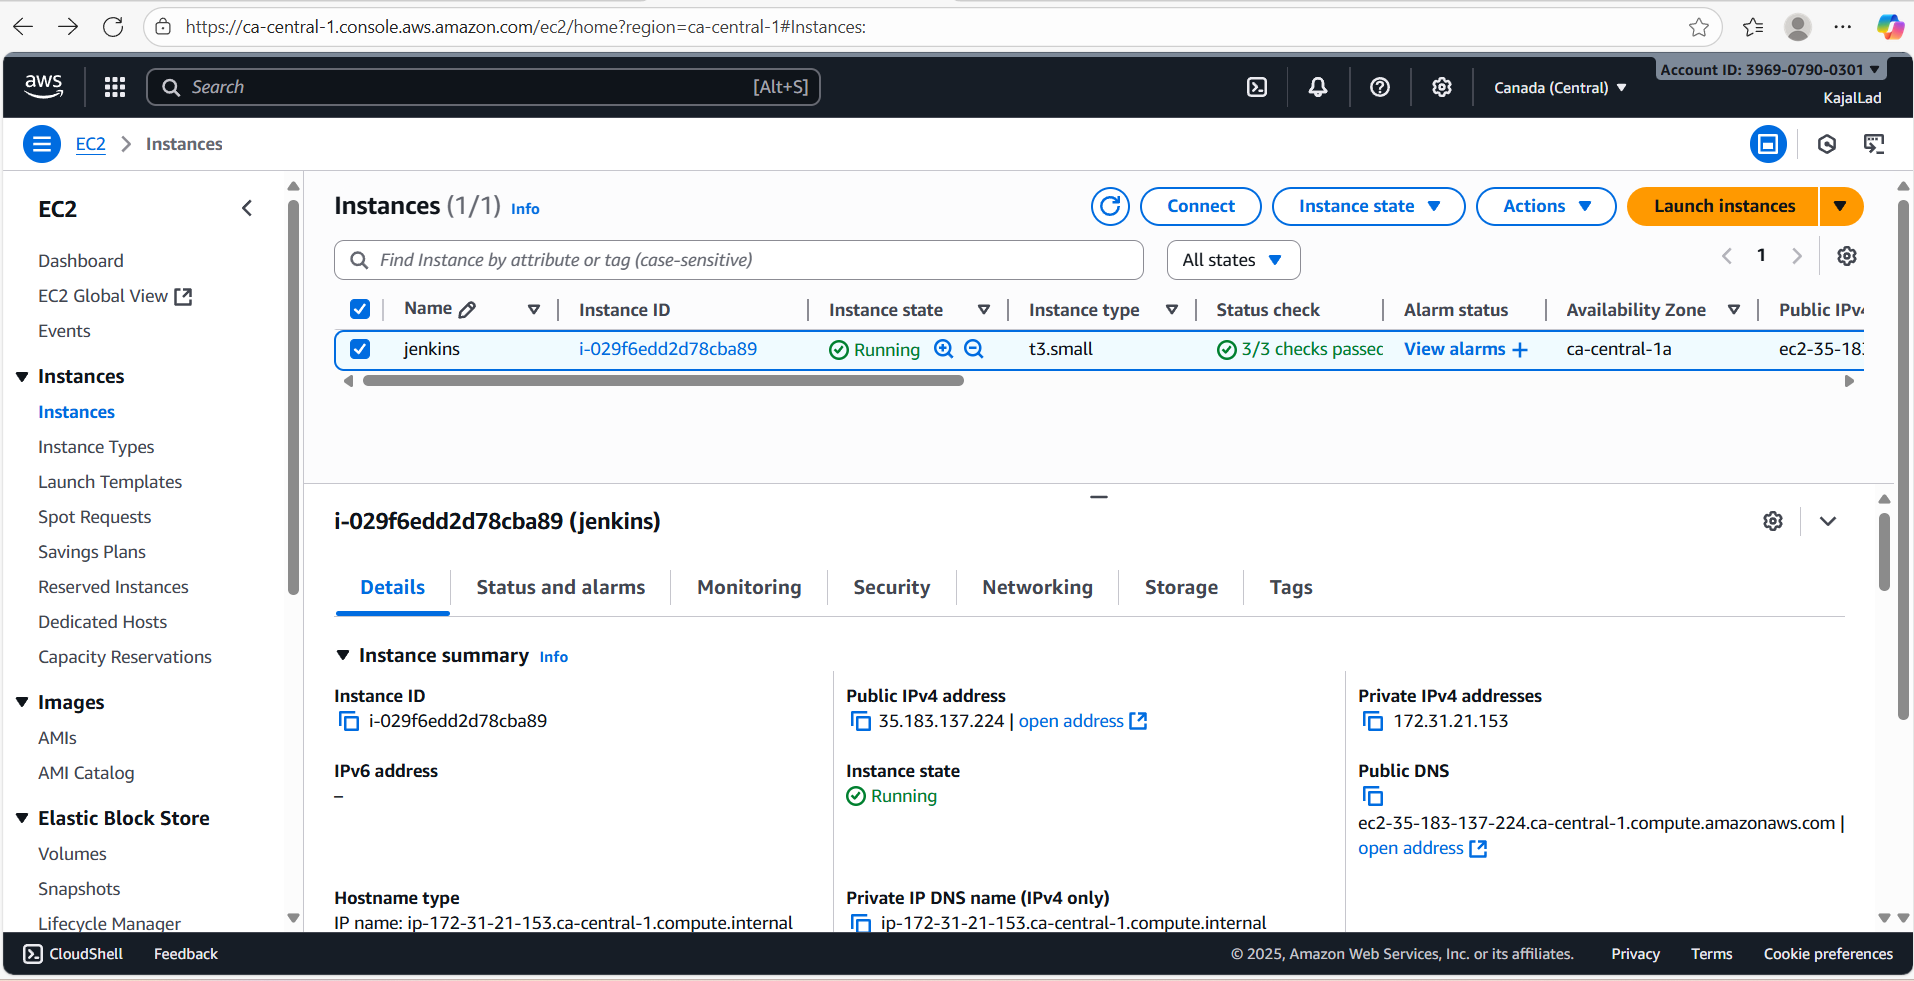 https://ca-central-1.console.aws.amazon.com/ec2/home?region=ca-central-1#Instances:
aws
Search [Alt+S]
Canada (Central)
Account ID: 3969-0790-0301
KajalLad
EC2 Instances
EC2
Dashboard
EC2 Global View
Events
Instances
Instances
Instance Types
Launch Templates
Spot Requests
Savings Plans
Reserved Instances
Dedicated Hosts
Capacity Reservations
Images
AMIs
AMI Catalog
Elastic Block Store
Volumes
Snapshots
Lifecycle Manager
Instances (1/1) Info
Connect
Instance state
Actions
Launch instances
Find Instance by attribute or tag (case-sensitive)
All states
1
Name Instance ID Instance state Instance type Status check Alarm status Availability Zone Public IPv4
jenkins i-029f6edd2d78cba89 Running t3.small 3/3 checks passed View alarms + ca-central-1a ec2-35-183
i-029f6edd2d78cba89 (jenkins)
Details Status and alarms Monitoring Security Networking Storage Tags
Instance summary Info
Instance ID
i-029f6edd2d78cba89
Public IPv4 address
35.183.137.224 | open address
Private IPv4 addresses
172.31.21.153
IPv6 address
–
Instance state
Running
Public DNS
ec2-35-183-137-224.ca-central-1.compute.amazonaws.com |
open address
Hostname type
IP name: ip-172-31-21-153.ca-central-1.compute.internal
Private IP DNS name (IPv4 only)
ip-172-31-21-153.ca-central-1.compute.internal
CloudShell Feedback
© 2025, Amazon Web Services, Inc. or its affiliates. Privacy Terms Cookie preferences